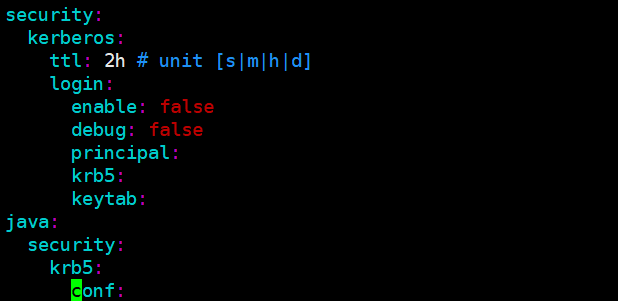 security:
  kerberos:
    ttl: 2h # unit [s|m|h|d]
    login:
      enable: false
      debug: false
      principal:
      krb5:
      keytab:
java:
  security:
    krb5:
      conf: